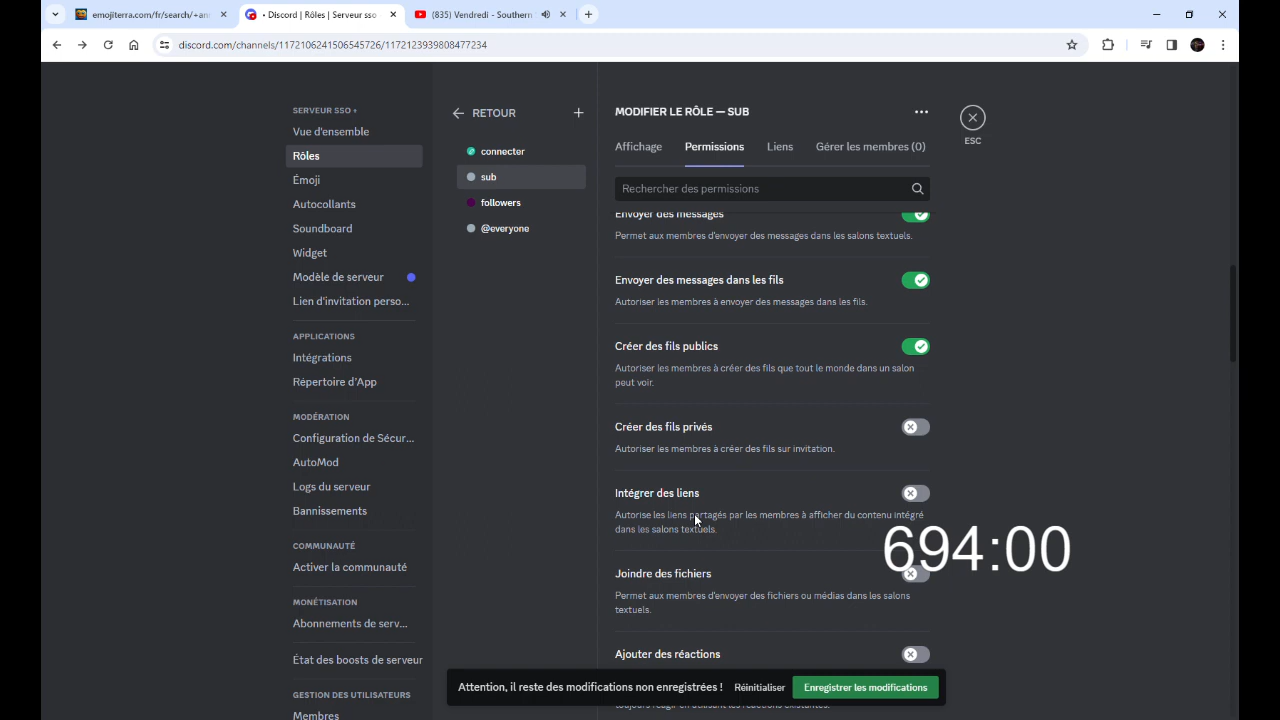 emojiterra.com/fr/search/+an
• Discord | Rôles | Serveur sso
(835) Vendredi - Southern
discord.com/channels/1172106241506545726/1172123939808477234
SERVEUR SSO +
Vue d'ensemble
Rôles
Émoji
Autocollants
Soundboard
Widget
Modèle de serveur
Lien d'invitation perso...
APPLICATIONS
Intégrations
Répertoire d'App
MODÉRATION
Configuration de Sécur...
AutoMod
Logs du serveur
Bannissements
COMMUNAUTÉ
Activer la communauté
MONÉTISATION
Abonnements de serv...
État des boosts de serveur
GESTION DES UTILISATEURS
Membres
RETOUR
connecter
sub
followers
@everyone
MODIFIER LE RÔLE — SUB
ESC
Affichage Permissions Liens Gérer les membres (0)
Rechercher des permissions
Envoyer des messages
Permet aux membres d'envoyer des messages dans les salons textuels.
Envoyer des messages dans les fils
Autoriser les membres à envoyer des messages dans les fils.
Créer des fils publics
Autoriser les membres à créer des fils que tout le monde dans un salon
peut voir.
Créer des fils privés
Autoriser les membres à créer des fils sur invitation.
Intégrer des liens
Autorise les liens partagés par les membres à afficher du contenu intégré
dans les salons textuels.
694:00
Joindre des fichiers
Permet aux membres d'envoyer des fichiers ou médias dans les salons
textuels.
Ajouter des réactions
Attention, il reste des modifications non enregistrées ! Réinitialiser Enregistrer les modifications
toujours réagir en utilisant les réactions existantes.